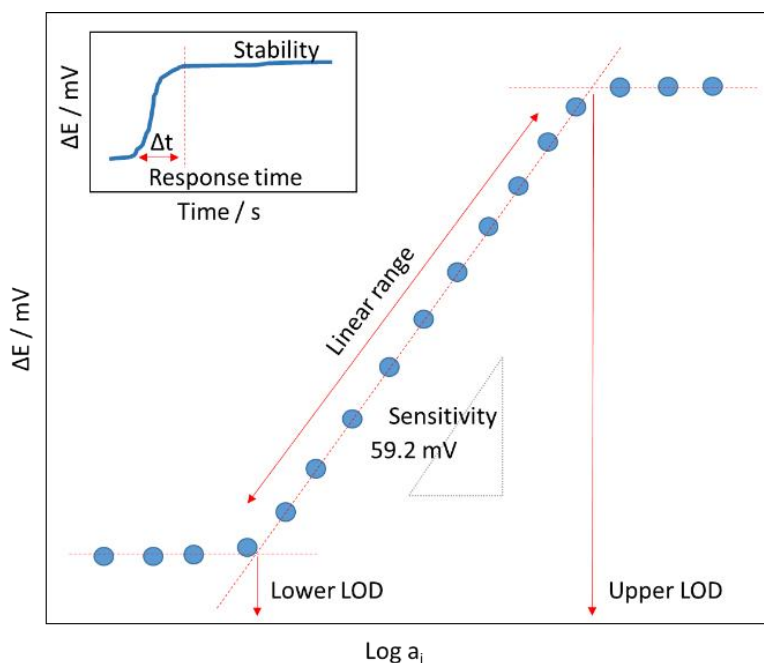 Stability
ΔE / mV
Δt
Response time
Time / s
Linear range
ΔE / mV
Sensitivity
59.2 mV
Lower LOD
Upper LOD
Log aᵢ